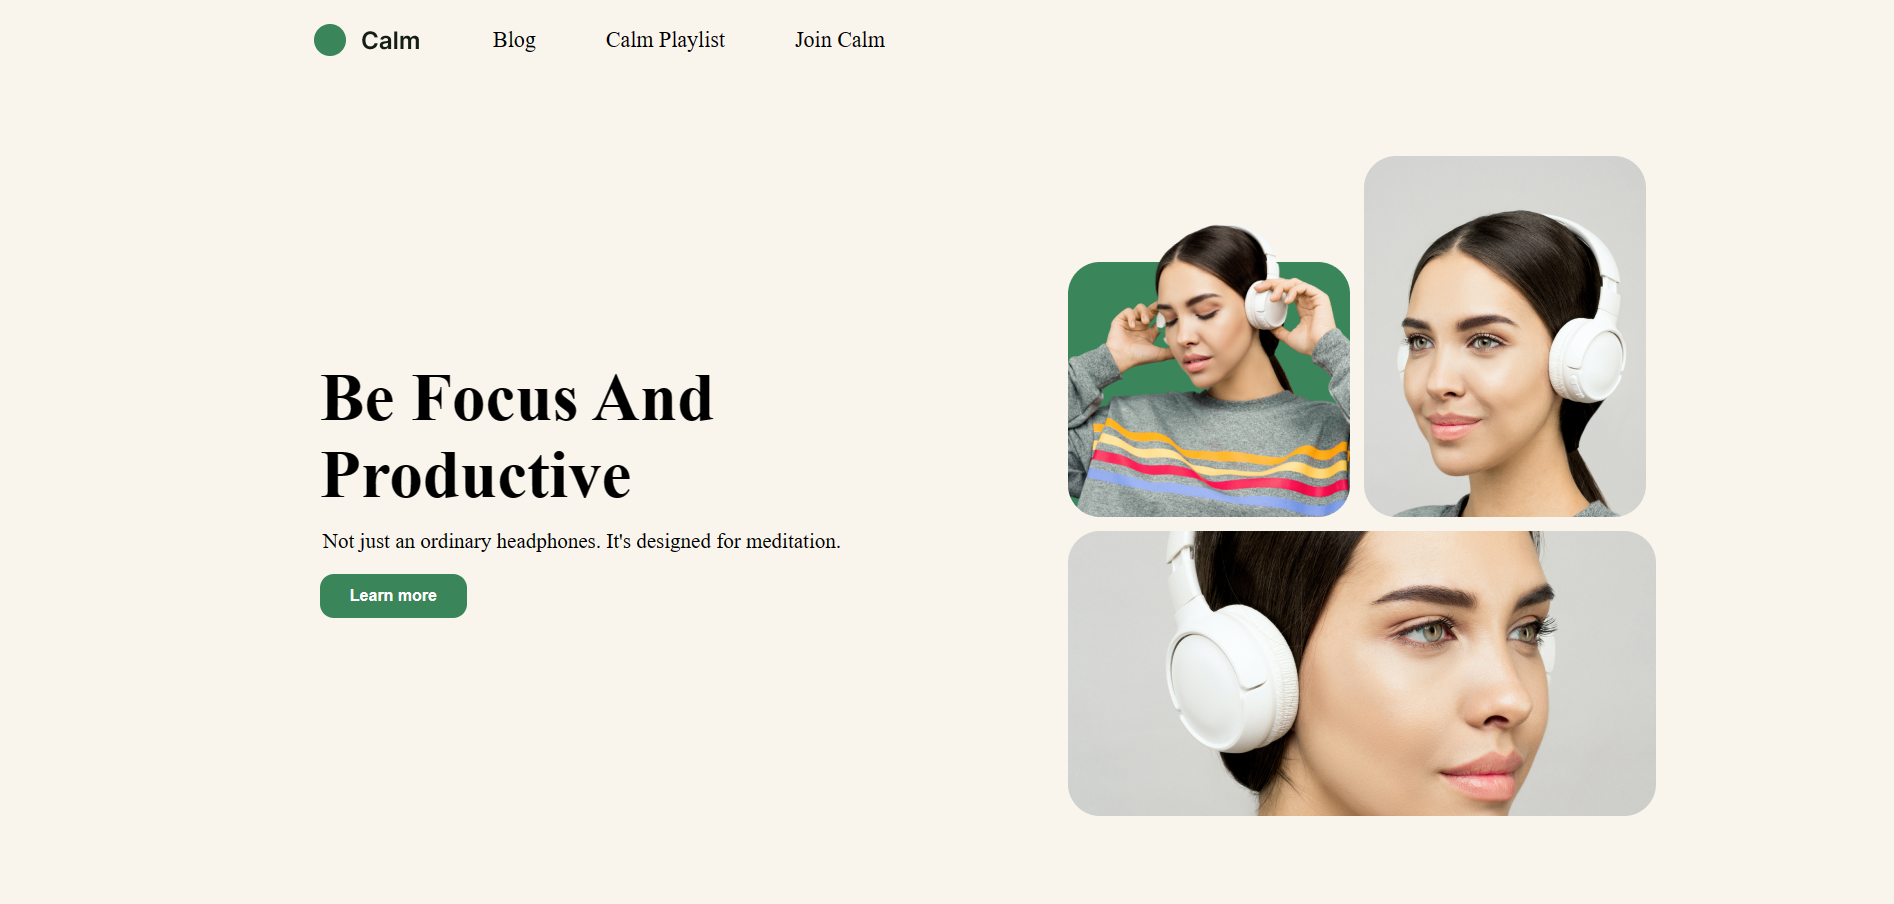 Calm Blog Calm Playlist Join Calm
Be Focus And
Productive
Not just an ordinary headphones. It's designed for meditation.
Learn more